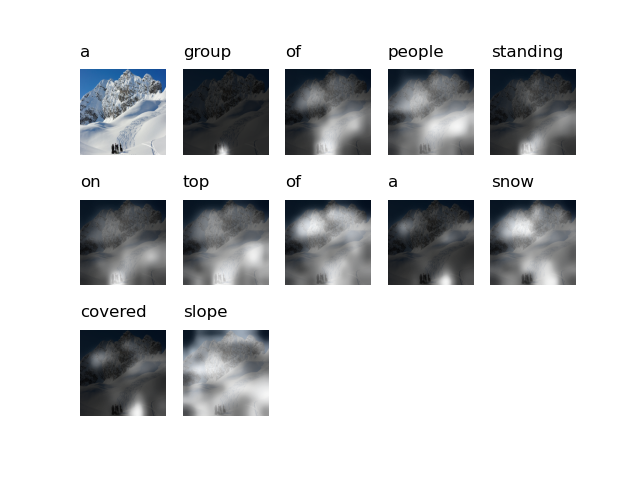 a group of people standing
on top of a snow
covered slope